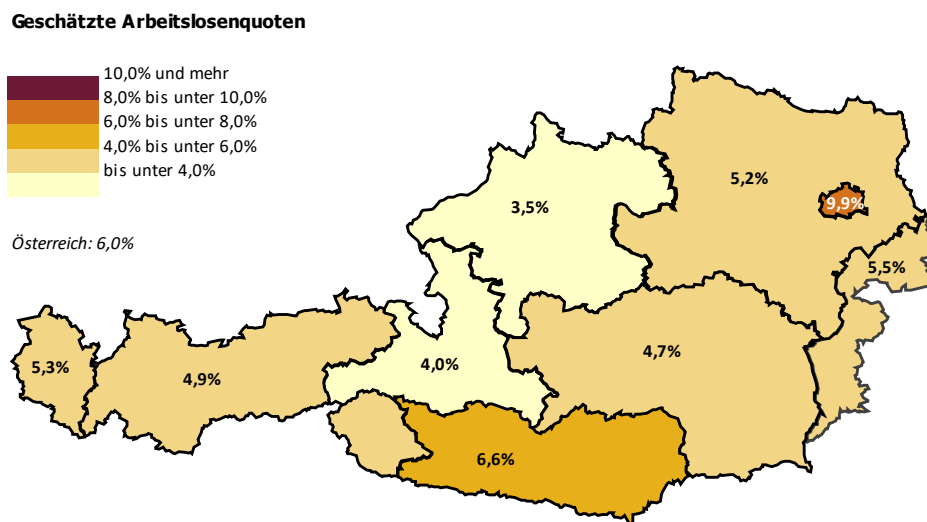 Geschätzte Arbeitslosenquoten
10,0% und mehr
8,0% bis unter 10,0%
6,0% bis unter 8,0%
4,0% bis unter 6,0%
bis unter 4,0%
Österreich: 6,0%
5,2%
9,9%
3,5%
5,5%
4,7%
4,0%
5,3%
4,9%
6,6%